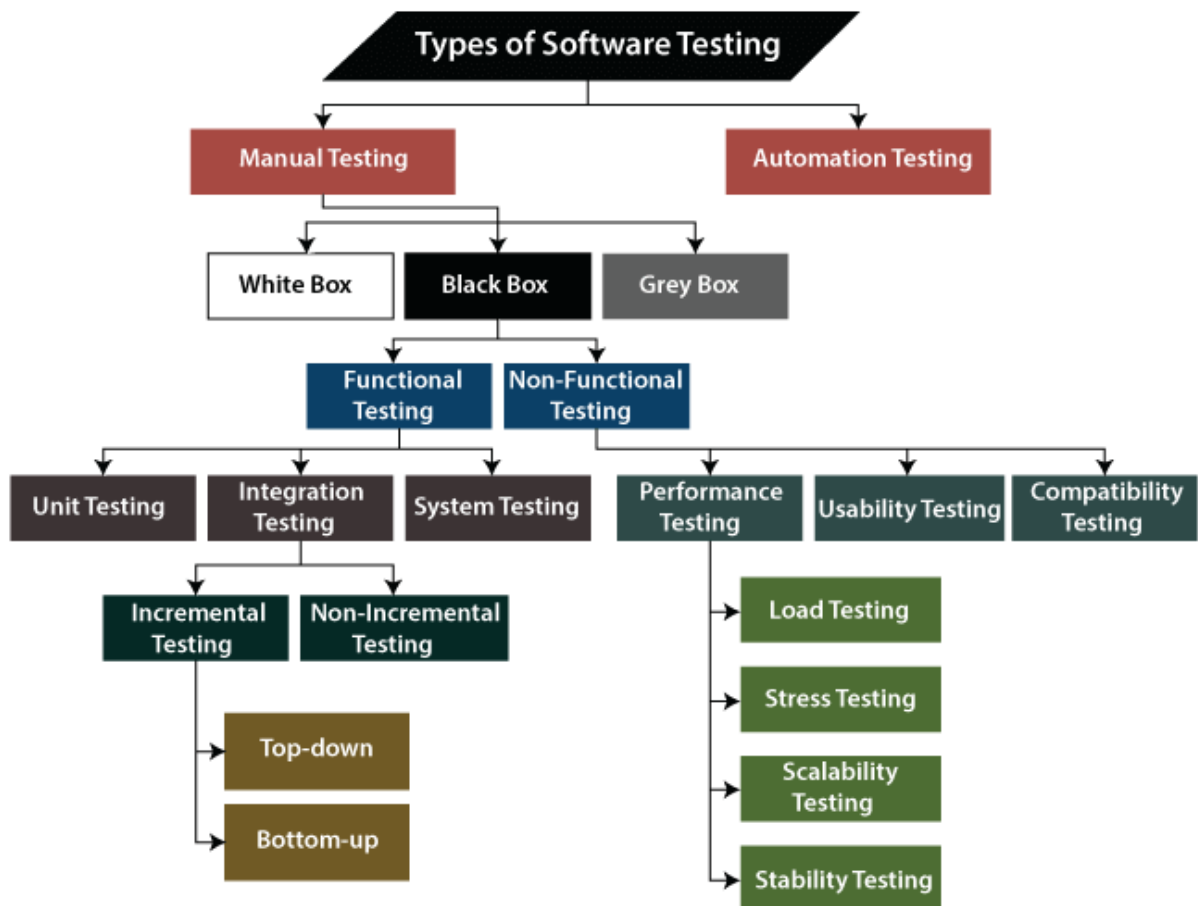 Types of Software Testing
Manual Testing
Automation Testing
White Box
Black Box
Grey Box
Functional
Testing
Non-Functional
Testing
Unit Testing
Integration
Testing
System Testing
Performance
Testing
Usability Testing
Compatibility
Testing
Incremental
Testing
Non-Incremental
Testing
Load Testing
Stress Testing
Top-down
Scalability
Testing
Bottom-up
Stability Testing